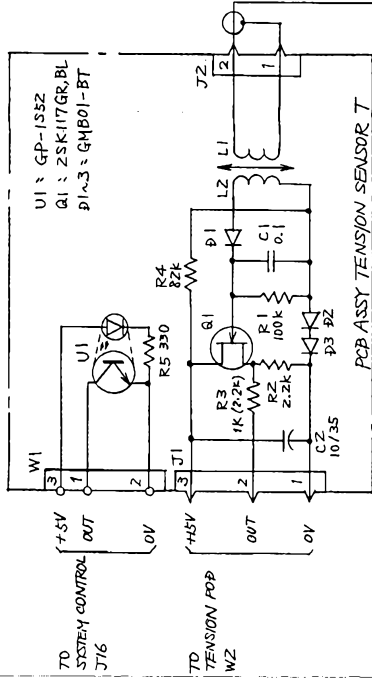 U1 = GP-1S52
Q1 = 2SK117GR,BL
D1~3 = GMB01-BT
TO
SYSTEM CONTROL
J16
+5V
OUT
0V
W1
3
1
2
U1
R5 330
TO
TENSION POD
W2
+15V
OUT
0V
J1
3
2
1
R4
82K
Q1
R3
1K (2.2K)
R2
2.2K
C2
10/35
R1
100K
D1
C1
0.1
D3
D2
L2
L1
J2
2
1
PCB ASSY TENSION SENSOR T